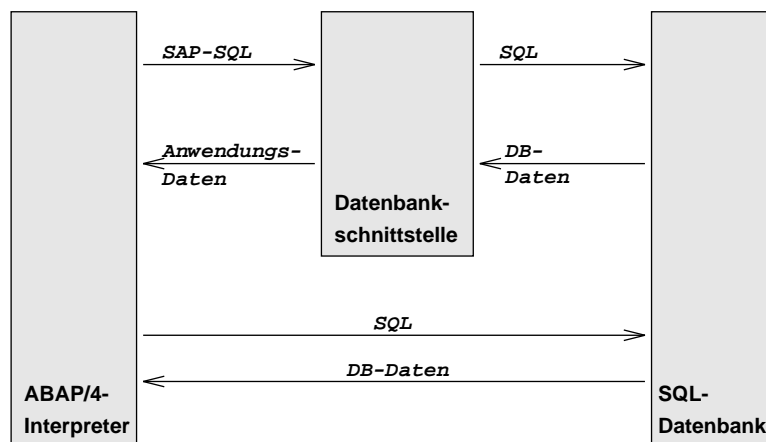 SAP-SQL
SQL
Anwendungs-
Daten
DB-
Daten
Datenbank-
schnittstelle
SQL
DB-Daten
ABAP/4-
Interpreter
SQL-
Datenbank